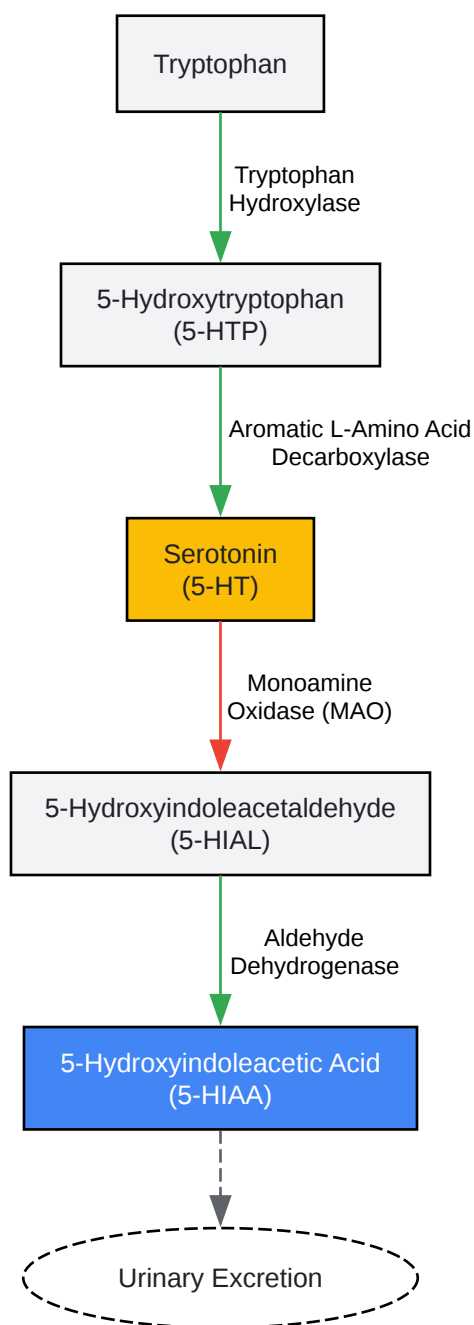 Tryptophan
Tryptophan
Hydroxylase
5-Hydroxytryptophan
(5-HTP)
Aromatic L-Amino Acid
Decarboxylase
Serotonin
(5-HT)
Monoamine
Oxidase (MAO)
5-Hydroxyindoleacetaldehyde
(5-HIAL)
Aldehyde
Dehydrogenase
5-Hydroxyindoleacetic Acid
(5-HIAA)
Urinary Excretion